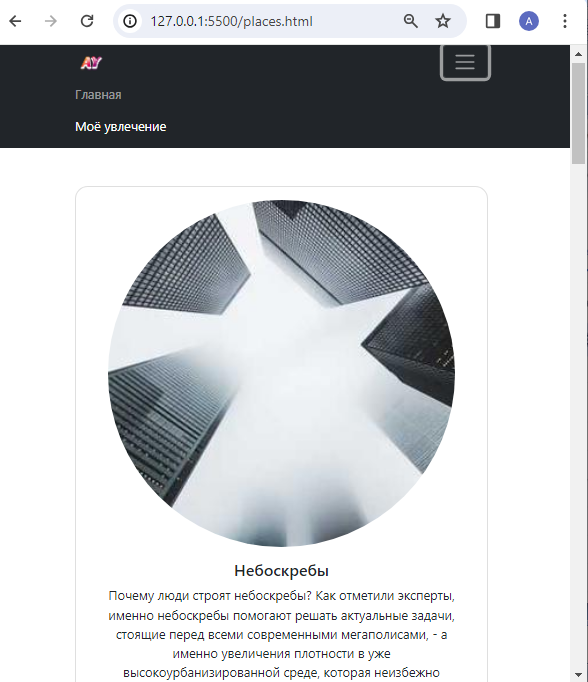 127.0.0.1:5500/places.html
A
AY
Главная
Моё увлечение
Небоскребы
Почему люди строят небоскребы? Как отметили эксперты,
именно небоскребы помогают решать актуальные задачи,
стоящие перед всеми современными мегаполисами, - а
именно увеличения плотности в уже
высокоурбанизированной среде, которая неизбежно